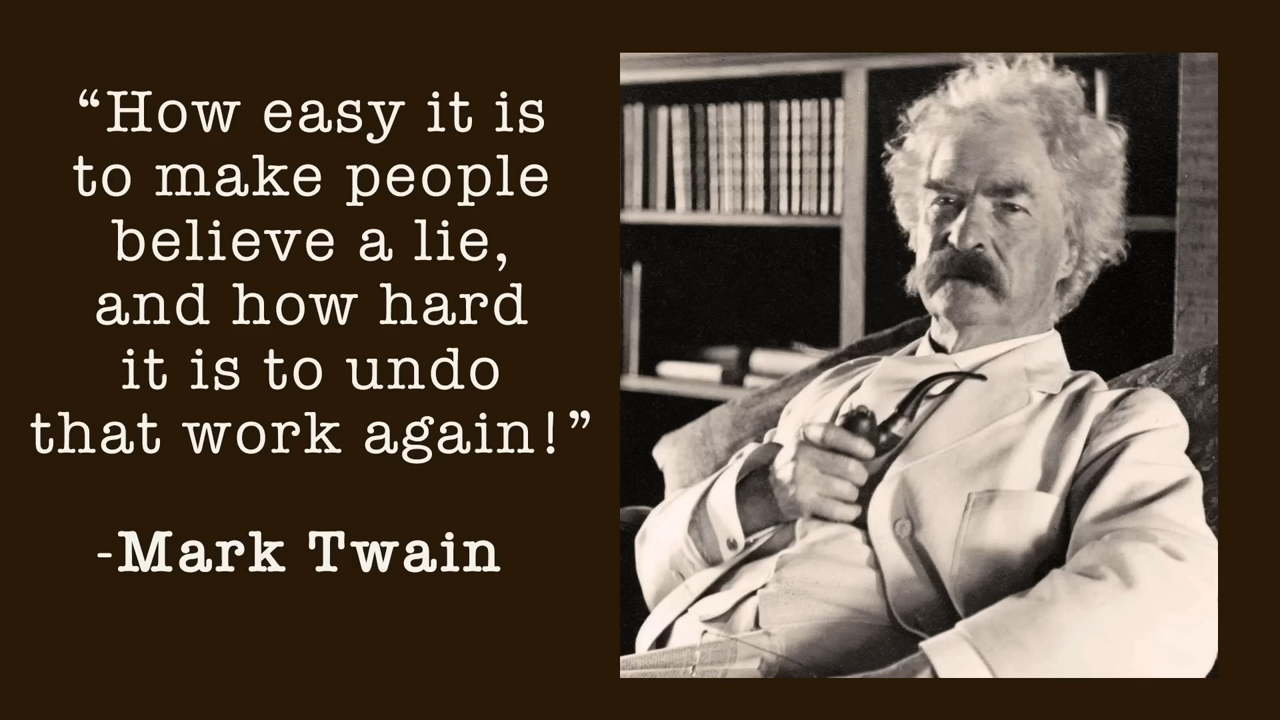 “How easy it is
to make people
believe a lie,
and how hard
it is to undo
that work again!”
-Mark Twain